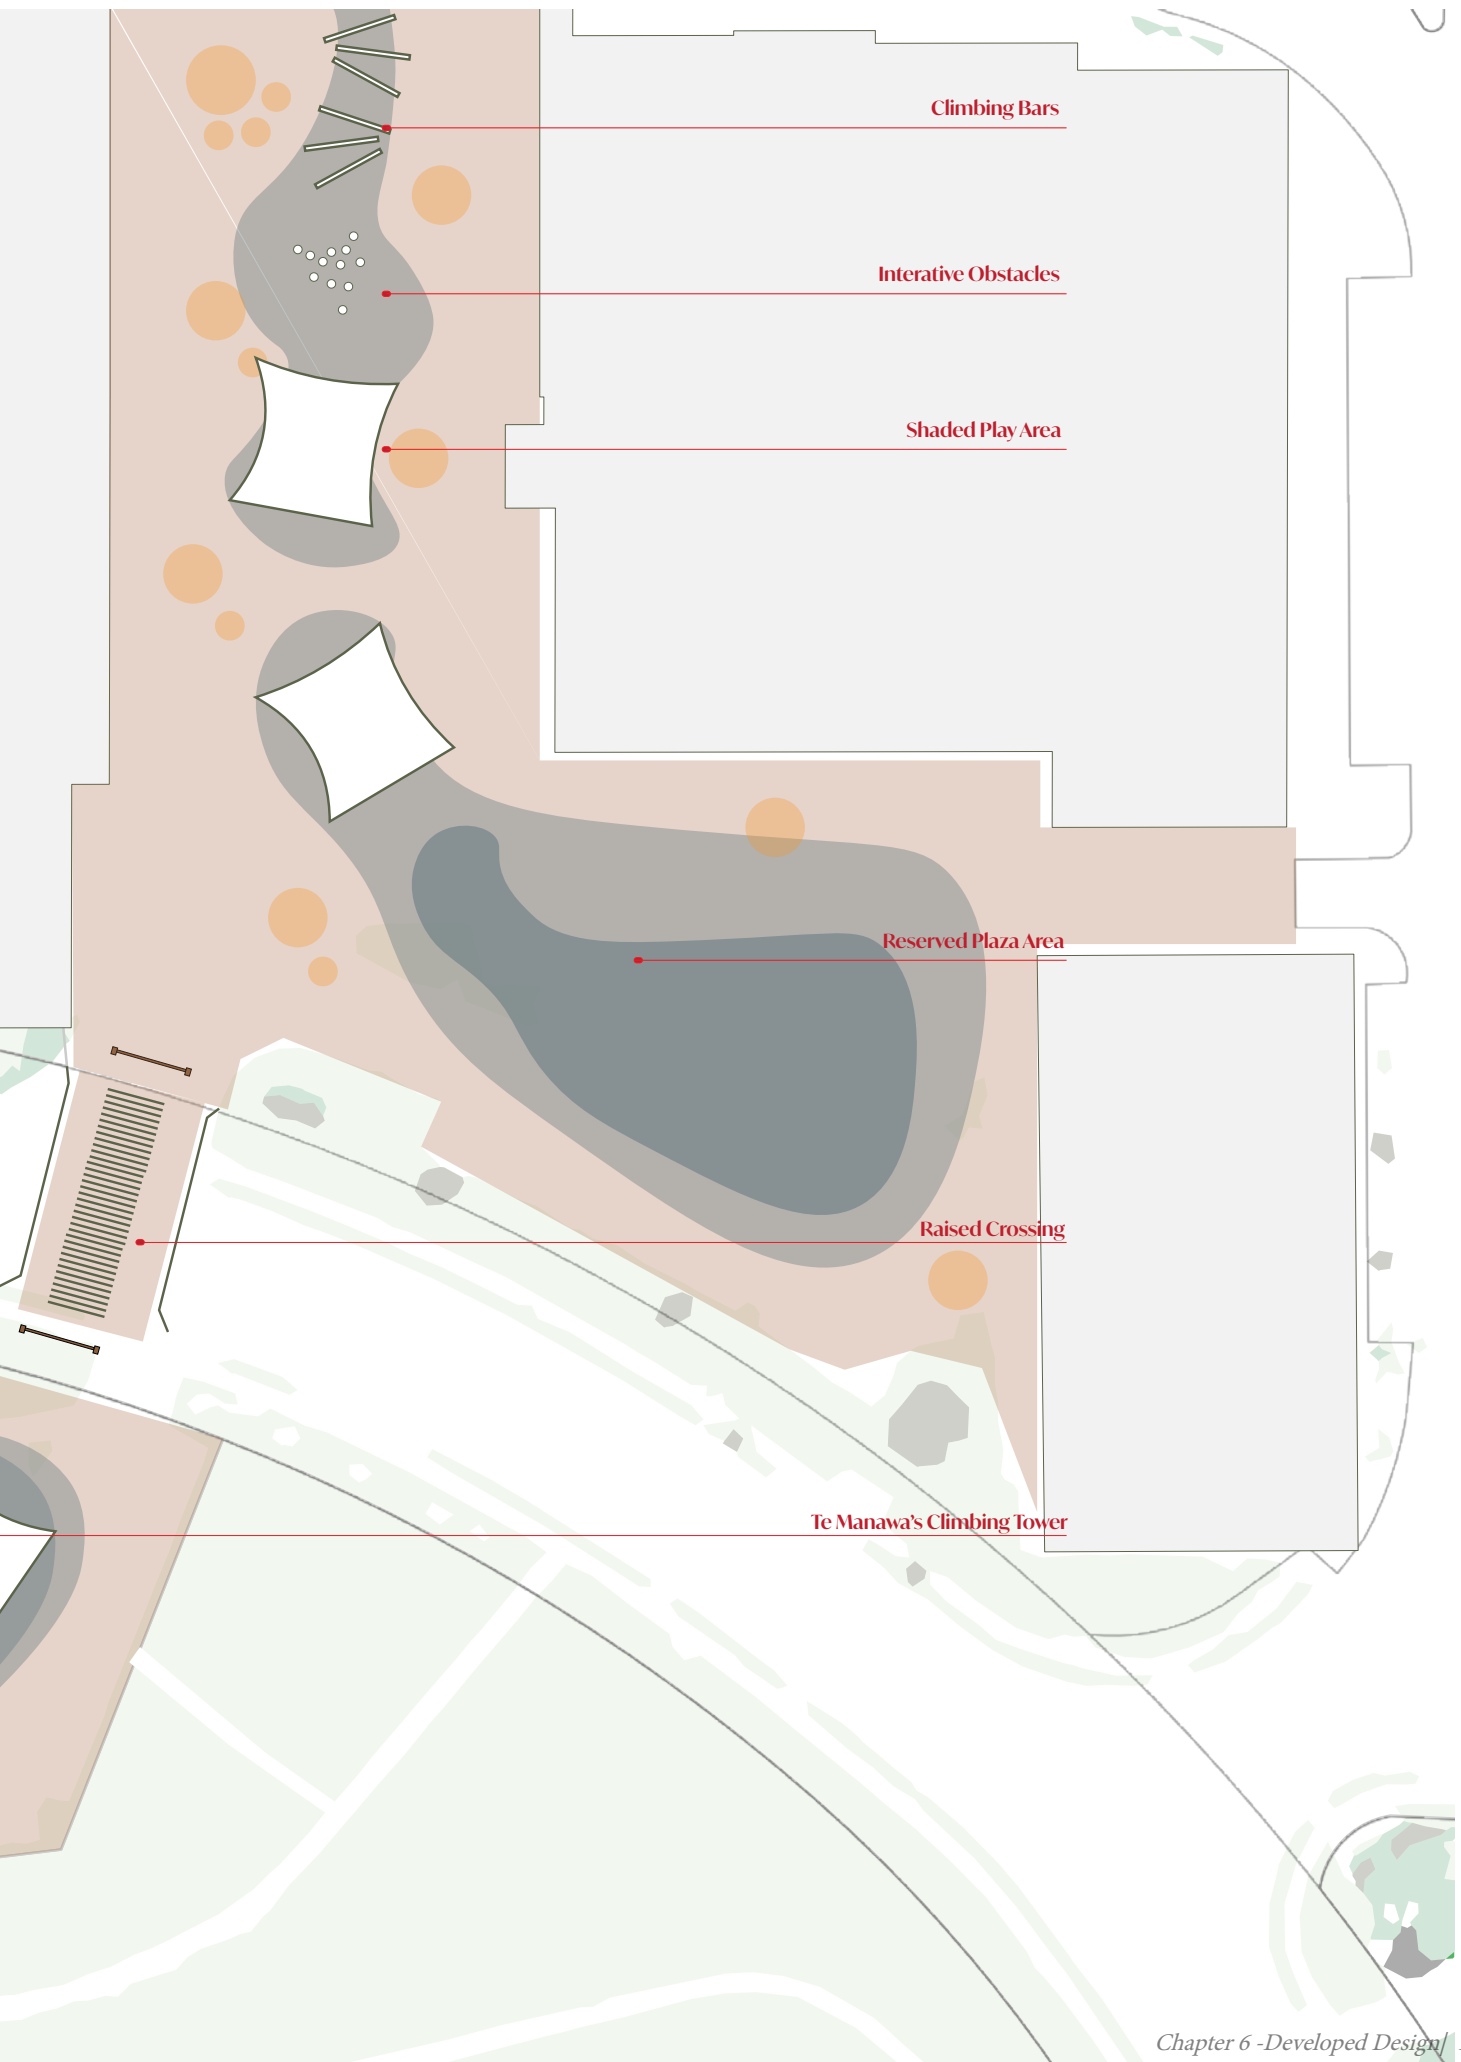 Climbing Bars
Interative Obstacles
Shaded Play Area
Reserved Plaza Area
Raised Crossing
Te Manawa's Climbing Tower
Chapter 6 -Developed Design|